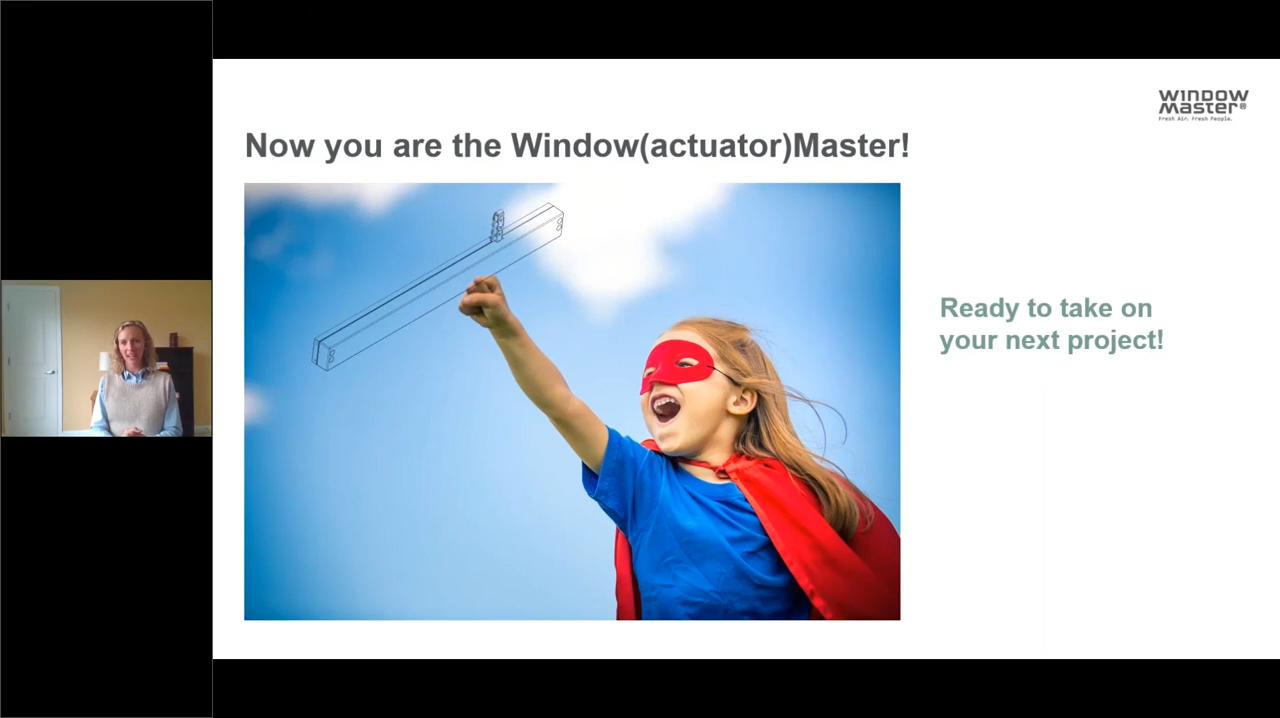 WINDOW
MASTER®
Fresh Air. Fresh People.
Now you are the Window(actuator)Master!
Ready to take on
your next project!